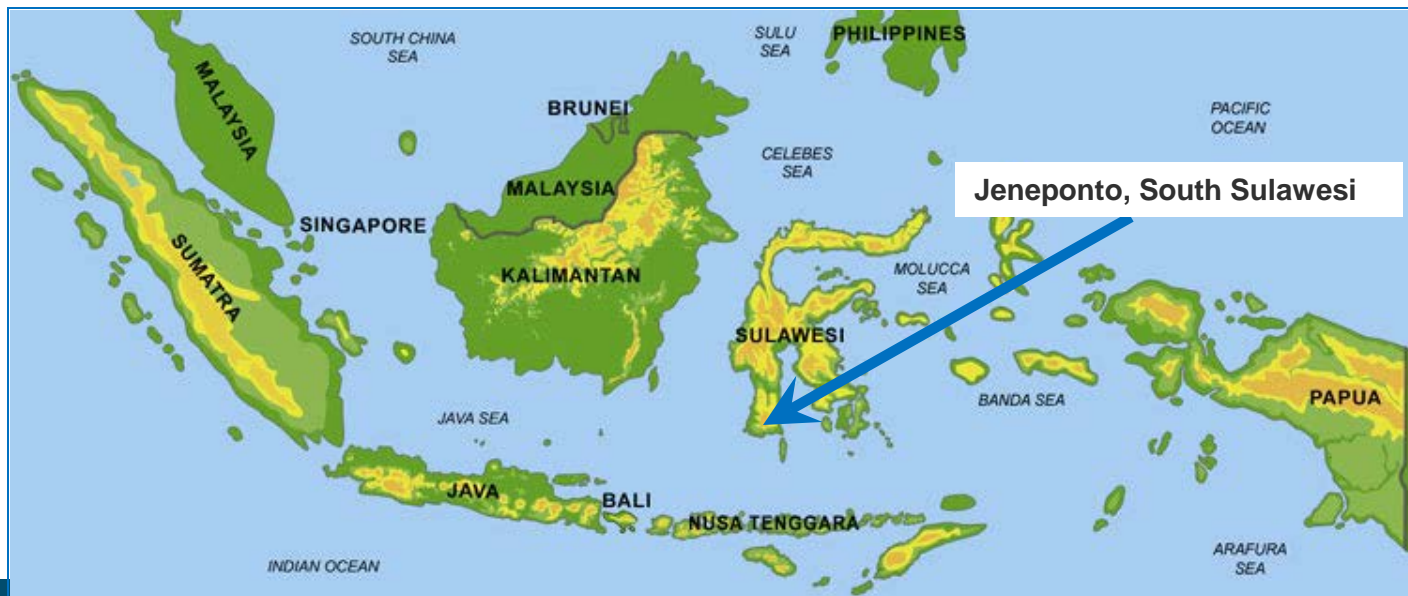 SOUTH CHINA
SEA
SULU
SEA
PHILIPPINES
MALAYSIA
BRUNEI
PACIFIC
OCEAN
CELEBES
SEA
Jeneponto, South Sulawesi
MALAYSIA
SINGAPORE
SUMATRA
KALIMANTAN
MOLUCCA
SEA
SULAWESI
BANDA SEA
PAPUA
JAVA SEA
JAVA
BALI
NUSA TENGGARA
INDIAN OCEAN
ARAFURA
SEA